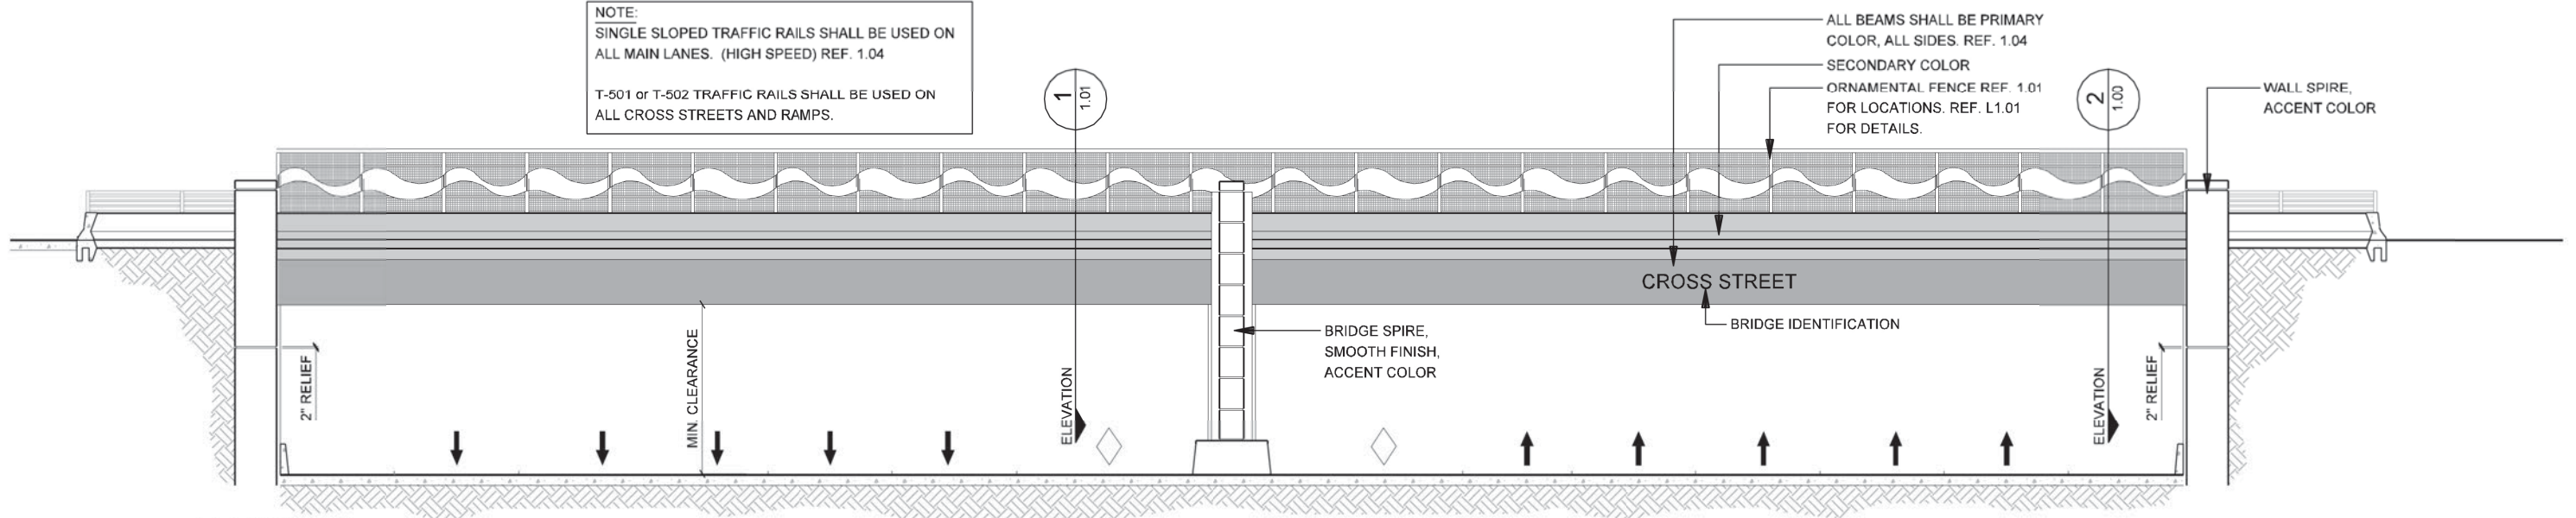 NOTE:
SINGLE SLOPED TRAFFIC RAILS SHALL BE USED ON
ALL MAIN LANES. (HIGH SPEED) REF. 1.04
T-501 or T-502 TRAFFIC RAILS SHALL BE USED ON
ALL CROSS STREETS AND RAMPS.
1
1.01
ELEVATION
ALL BEAMS SHALL BE PRIMARY
COLOR, ALL SIDES. REF. 1.04
SECONDARY COLOR
ORNAMENTAL FENCE REF. 1.01
FOR LOCATIONS. REF. L1.01
FOR DETAILS.
2
1.00
ELEVATION
WALL SPIRE,
ACCENT COLOR
CROSS STREET
BRIDGE IDENTIFICATION
BRIDGE SPIRE,
SMOOTH FINISH,
ACCENT COLOR
2" RELIEF
MIN. CLEARANCE
2" RELIEF